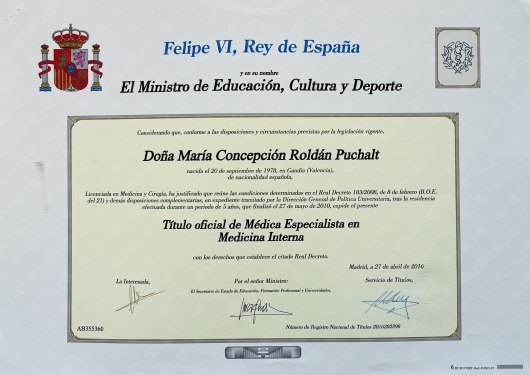 Felipe VI, Rey de España
y en su nombre
El Ministro de Educación, Cultura y Deporte
Considerando que, conforme a las disposiciones y circunstancias previstas por la legislación vigente,
Doña María Concepción Roldán Puchalt
nacida el 20 de septiembre de 1978, en Gandia (Valencia),
de nacionalidad española,
Licenciada en Medicina y Cirugía, ha justificado que reúne las condiciones determinadas en el Real Decreto 183/2008, de 8 de febrero (B.O.E.
del 21) y demás disposiciones complementarias, en expediente tramitado por la Dirección General de Política Universitaria, tras la residencia
efectuada durante un periodo de 5 años, que finalizó el 27 de mayo de 2010, expide el presente
Título oficial de Médica Especialista en
Medicina Interna
con los derechos que establece el citado Real Decreto.
Madrid, a 27 de abril de 2016
La Interesada,
Por el señor Ministro:
Servicio de Títulos,
El Secretario de Estado de Educación, Formación Profesional y Universidades,
AB355360
Número de Registro Nacional de Títulos 2016202390